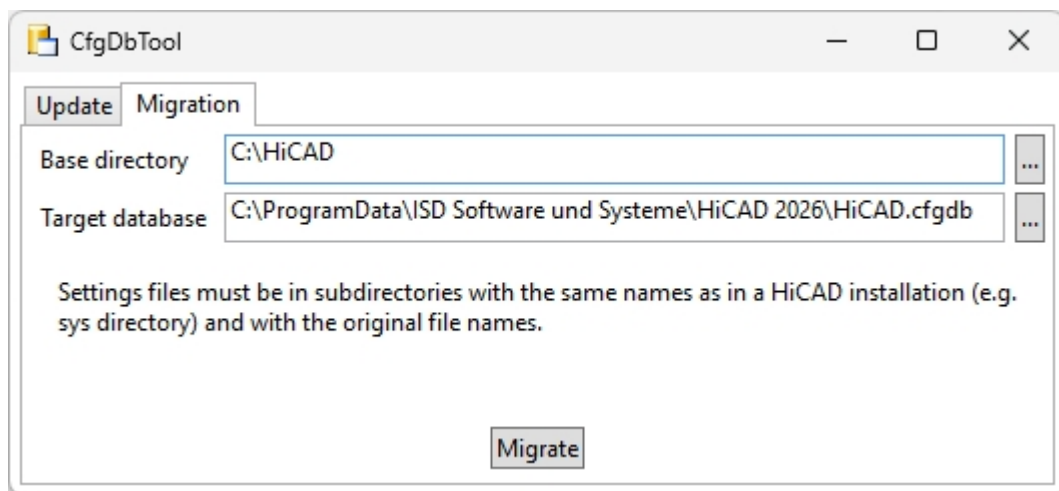 CfgDbTool
Update Migration
Base directory C:\HiCAD ...
Target database C:\ProgramData\ISD Software und Systeme\HiCAD 2026\HiCAD.cfgdb ...
Settings files must be in subdirectories with the same names as in a HiCAD installation (e.g.
sys directory) and with the original file names.
Migrate